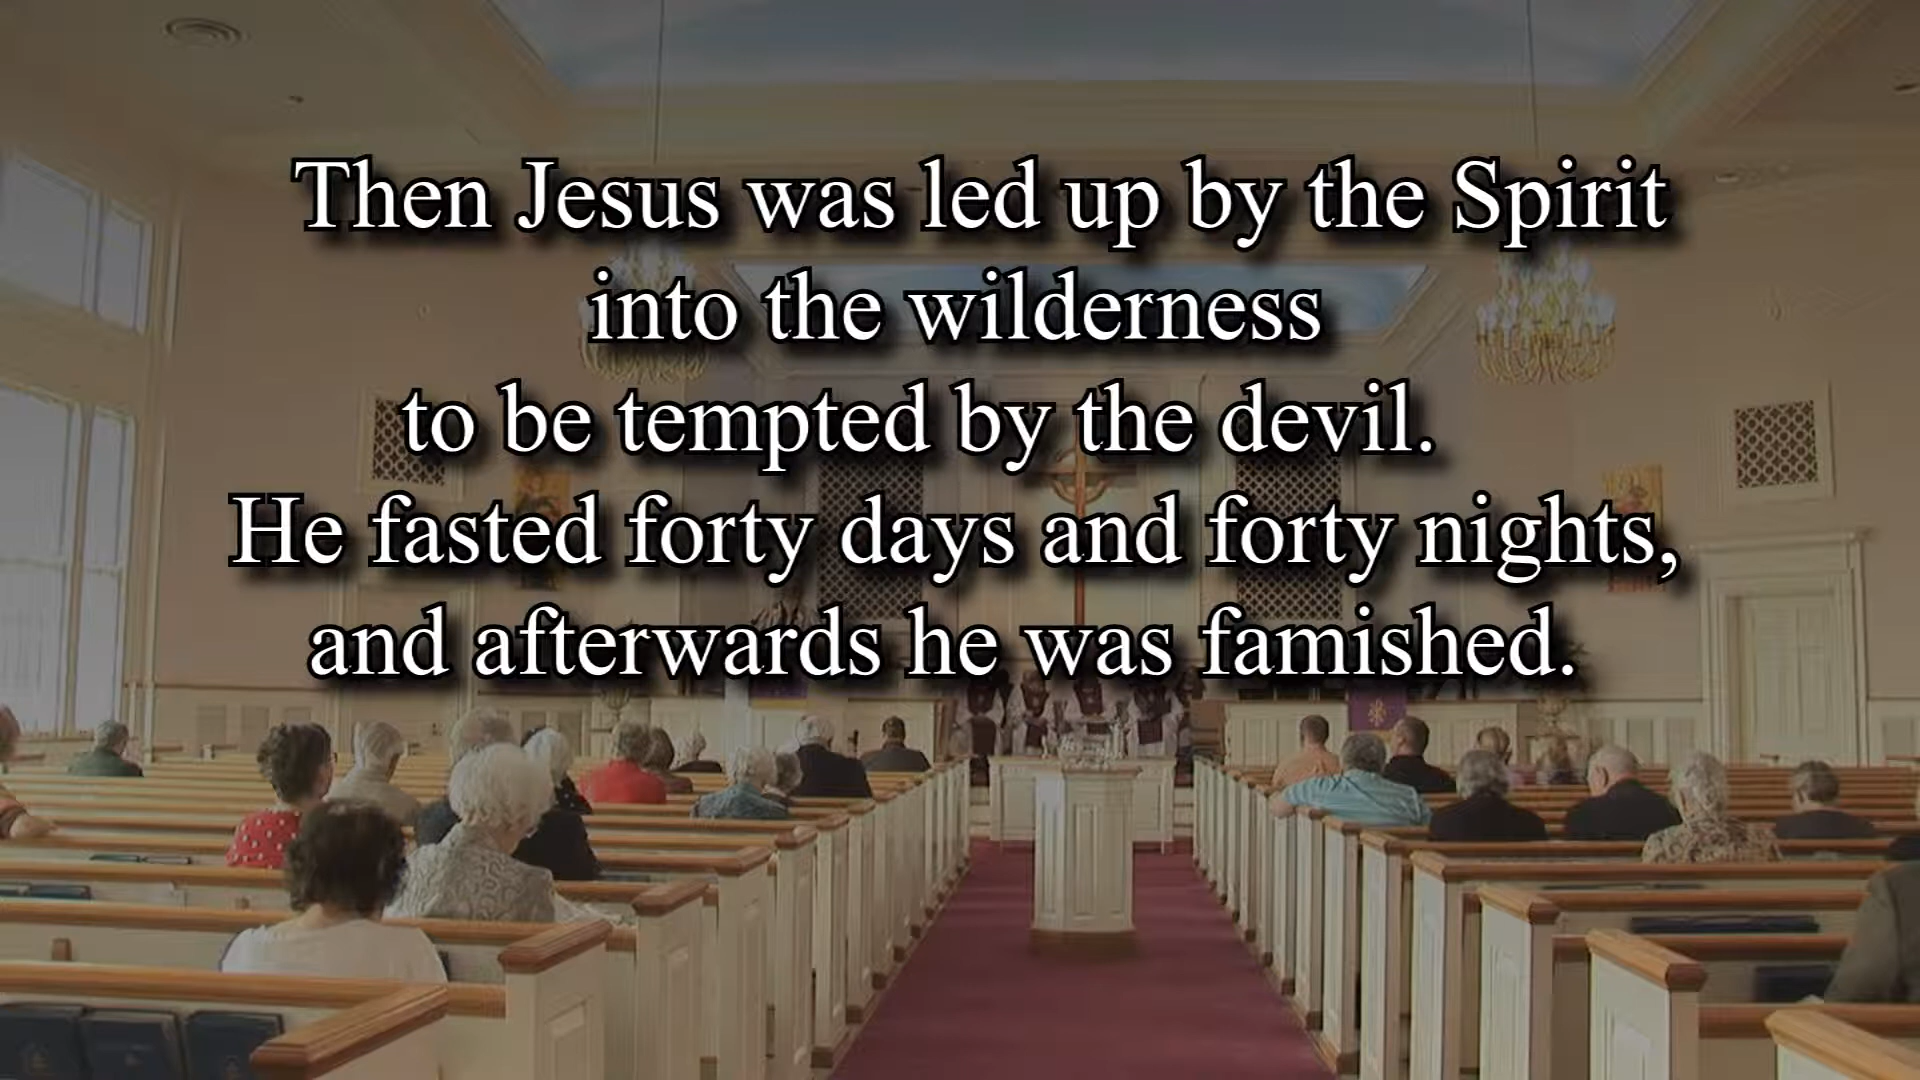 Then Jesus was led up by the Spirit
into the wilderness
to be tempted by the devil.
He fasted forty days and forty nights,
and afterwards he was famished.